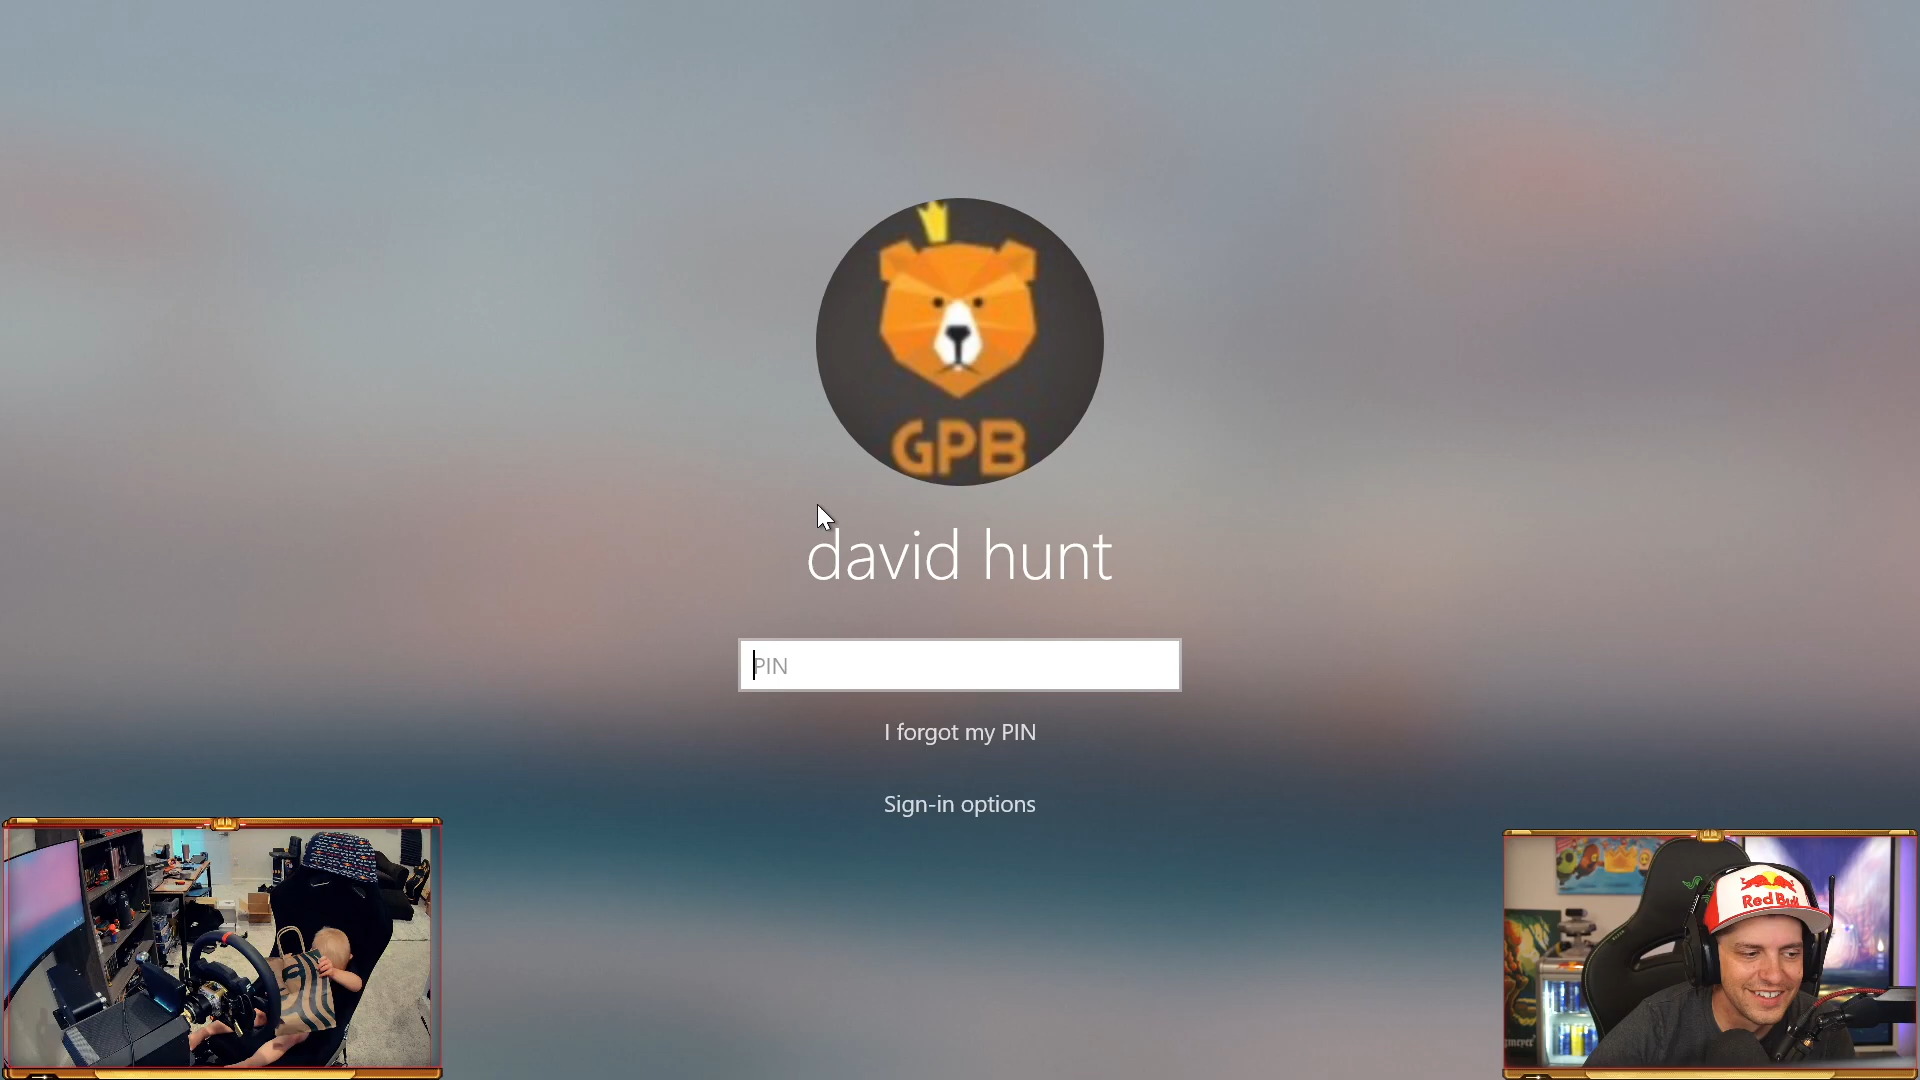 GPB
david hunt
PIN
I forgot my PIN
Sign-in options
Red Bull